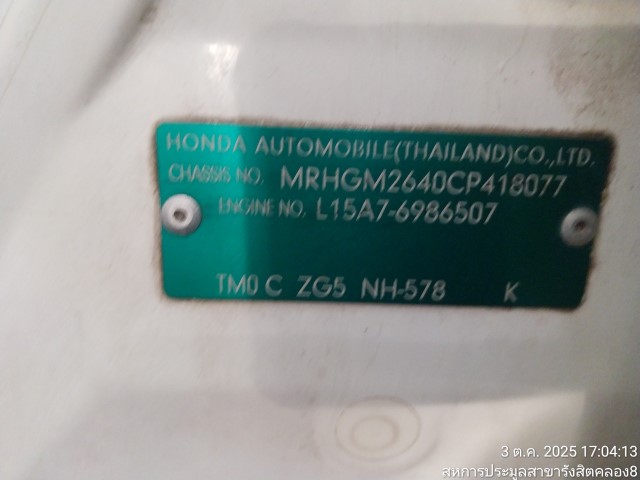 HONDA AUTOMOBILE(THAILAND)CO.,LTD.
CHASSIS NO. MRHGM2640CP418077
ENGINE NO. L15A7-6986507
TM0 C ZG5 NH-578 K
3 ต.ค. 2025 17:04:13
สหการประมูลสาขารังสิตคลอง8